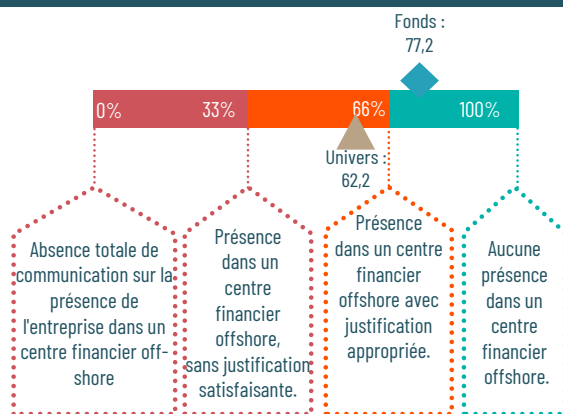 Fonds :
77,2
0%
33%
66%
100%
Univers :
62,2
Absence totale de
communication sur la
présence de
l'entreprise dans un
centre financier off-
shore
Présence
dans un
centre
financier
offshore,
sans justification
satisfaisante.
Présence
dans un centre
financier
offshore avec
justification
appropriée.
Aucune
présence
dans un
centre
financier
offshore.